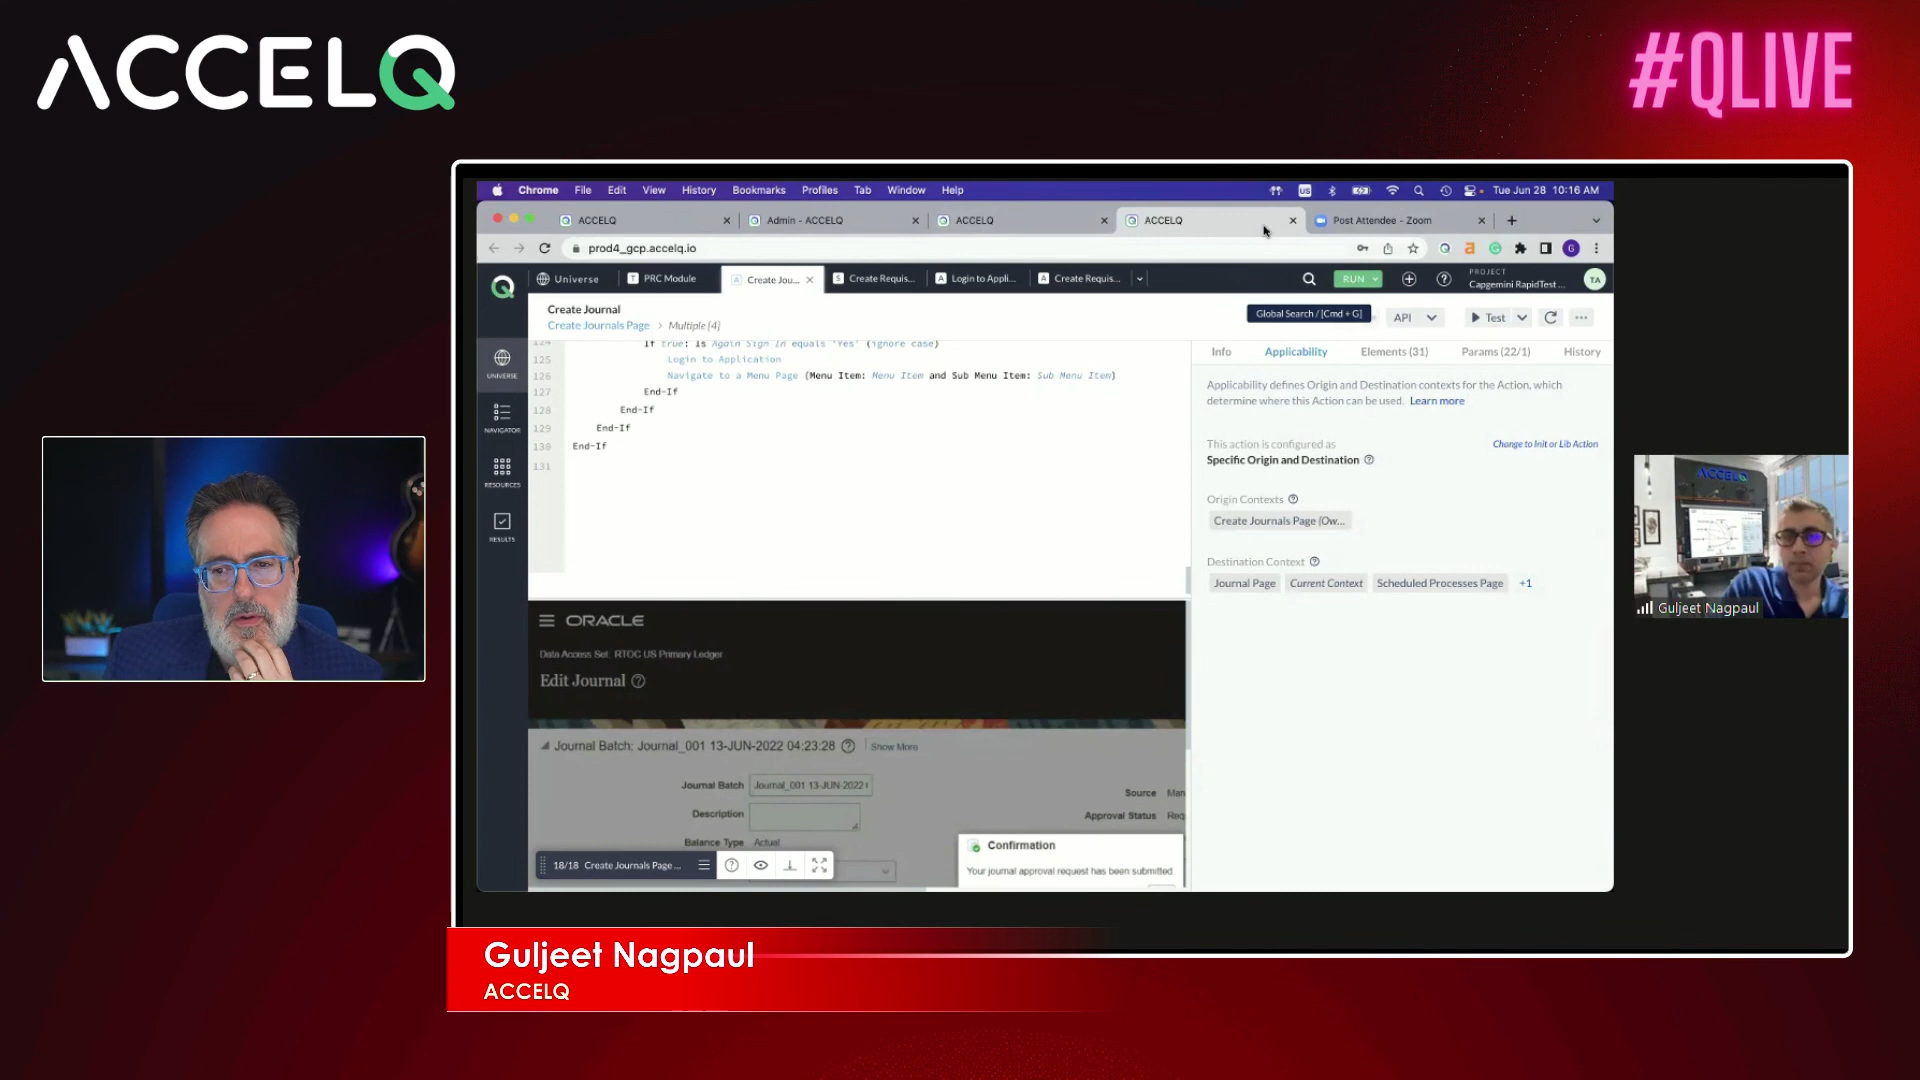 ACCELQ
#QLIVE
Chrome File Edit View History Bookmarks Profiles Tab Window Help
US
Tue Jun 28 10:16 AM
ACCELQ
Admin - ACCELQ
ACCELQ
ACCELQ
Post Attendee - Zoom
prod4_gcp.accelq.io
Universe
PRC Module
Create Jou...
Create Requis...
Login to Appli...
Create Requis...
RUN
PROJECT
Capgemini RapidTest ...
TA
Create Journal
Create Journals Page > Multiple [4]
Global Search / [Cmd + G]
API
Test
UNIVERSE
NAVIGATOR
RESOURCES
RESULTS
124 If true: Is Again Sign In equals 'Yes' (ignore case)
125 Login to Application
126 Navigate to a Menu Page (Menu Item: Menu Item and Sub Menu Item: Sub Menu Item)
127 End-If
128 End-If
129 End-If
130 End-If
131
Info Applicability Elements (31) Params (22/1) History
Applicability defines Origin and Destination contexts for the Action, which
determine where this Action can be used. Learn more
This action is configured as
Change to Init or Lib Action
Specific Origin and Destination
Origin Contexts
Create Journals Page (Ow...
Destination Context
Journal Page Current Context Scheduled Processes Page +1
ORACLE
Data Access Set: RTOC US Primary Ledger
Edit Journal
Journal Batch: Journal_001 13-JUN-2022 04:23:28 Show More
Journal Batch Journal_001 13-JUN-2022
Description
Balance Type Actual
Source Man
Approval Status Req
18/18 Create Journals Page ...
Confirmation
Your journal approval request has been submitted.
ACCELQ
Guljeet Nagpaul
Guljeet Nagpaul
ACCELQ